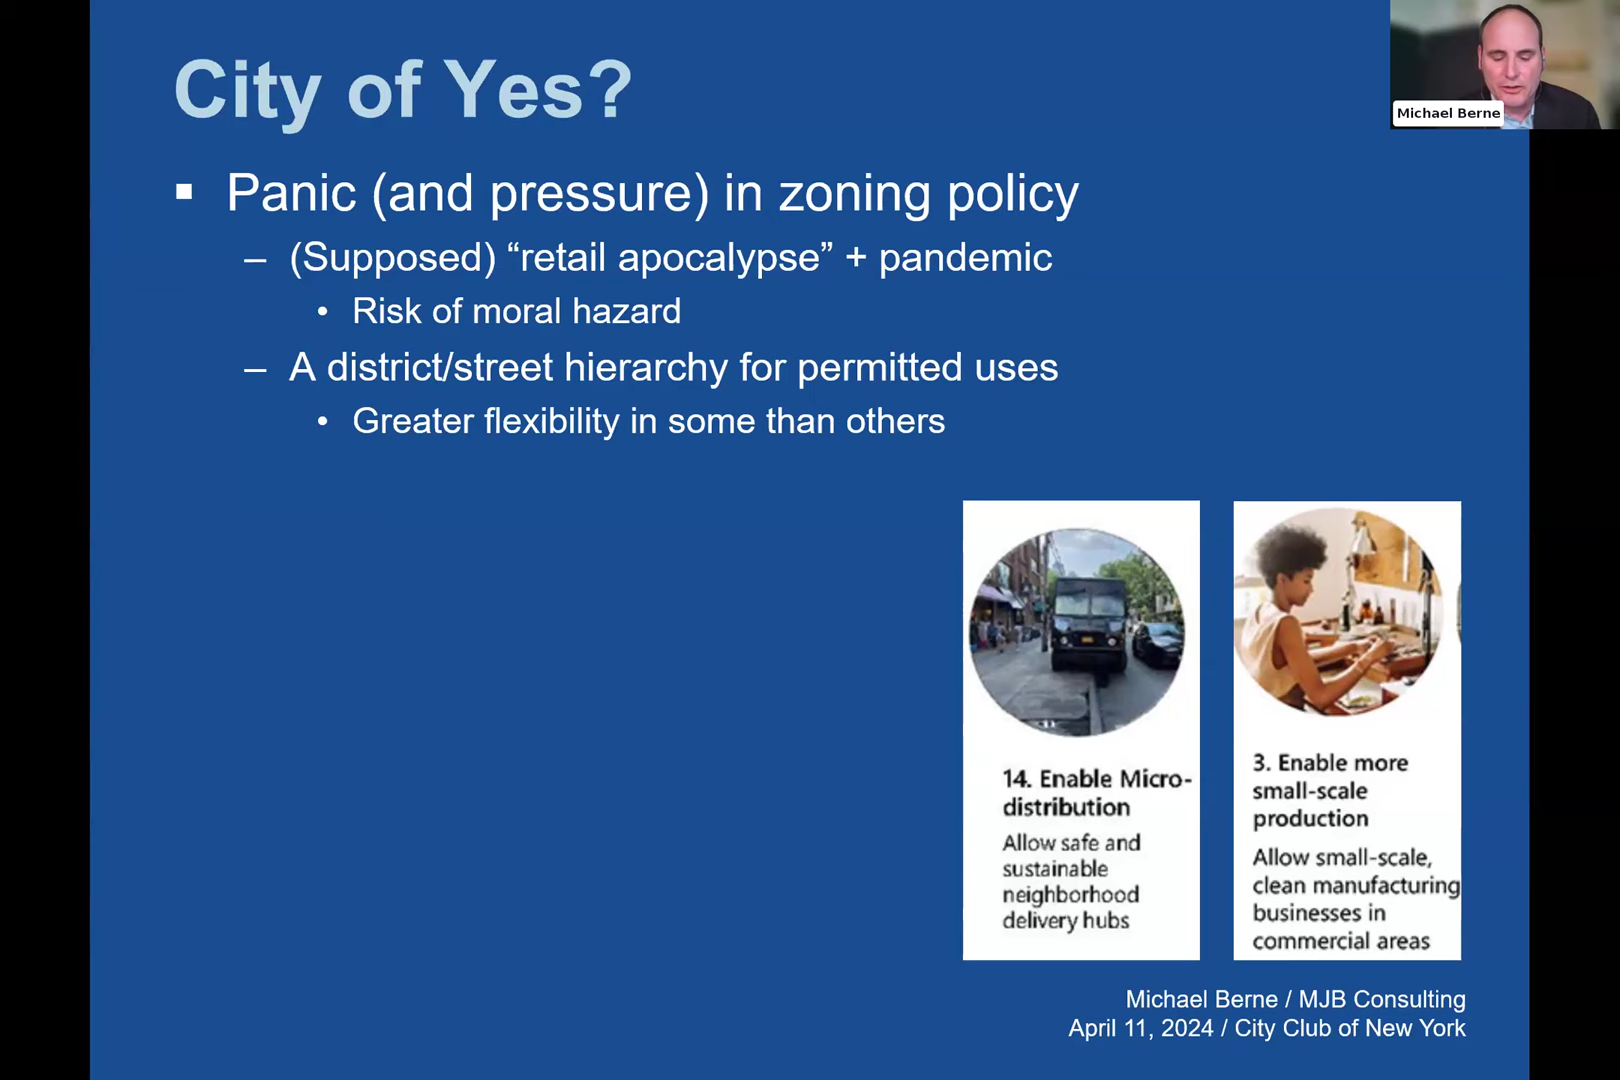 City of Yes?
Michael Berne
▪ Panic (and pressure) in zoning policy
– (Supposed) “retail apocalypse” + pandemic
• Risk of moral hazard
– A district/street hierarchy for permitted uses
• Greater flexibility in some than others
14. Enable Micro-
distribution
Allow safe and
sustainable
neighborhood
delivery hubs
3. Enable more
small-scale
production
Allow small-scale,
clean manufacturing
businesses in
commercial areas
Michael Berne / MJB Consulting
April 11, 2024 / City Club of New York